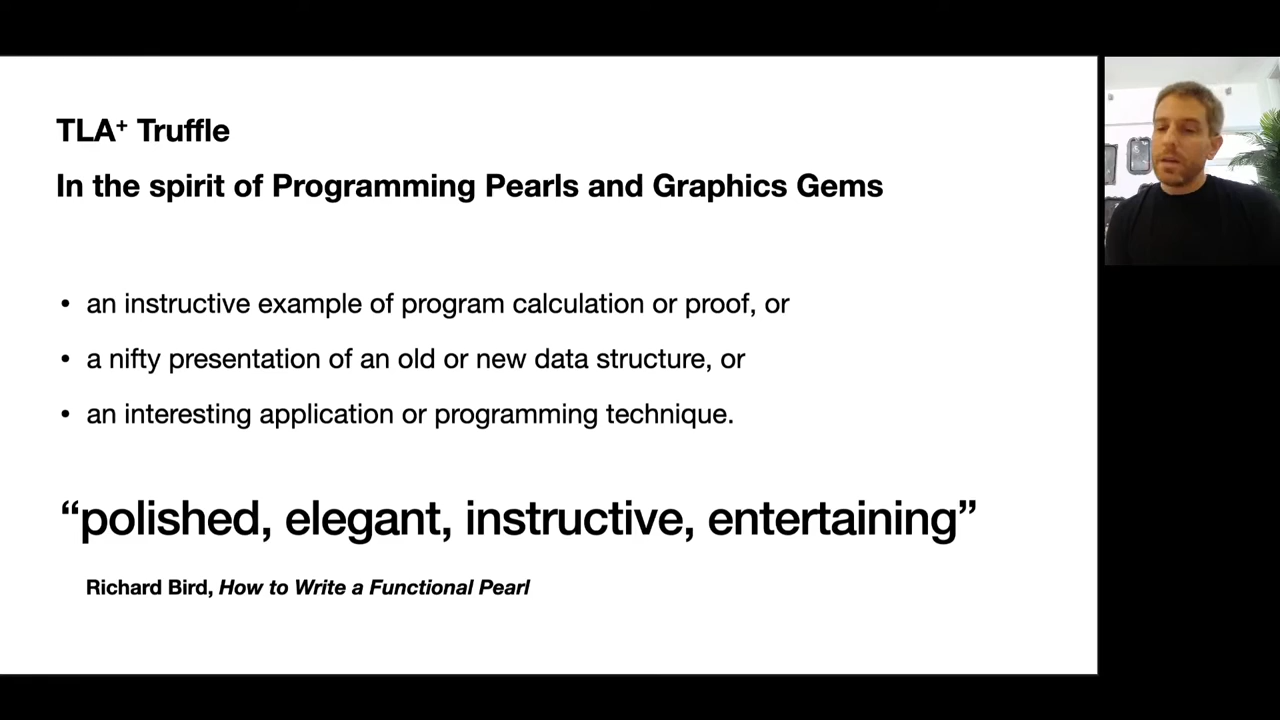 TLA⁺ Truffle
In the spirit of Programming Pearls and Graphics Gems
• an instructive example of program calculation or proof, or
• a nifty presentation of an old or new data structure, or
• an interesting application or programming technique.
“polished, elegant, instructive, entertaining”
Richard Bird, How to Write a Functional Pearl